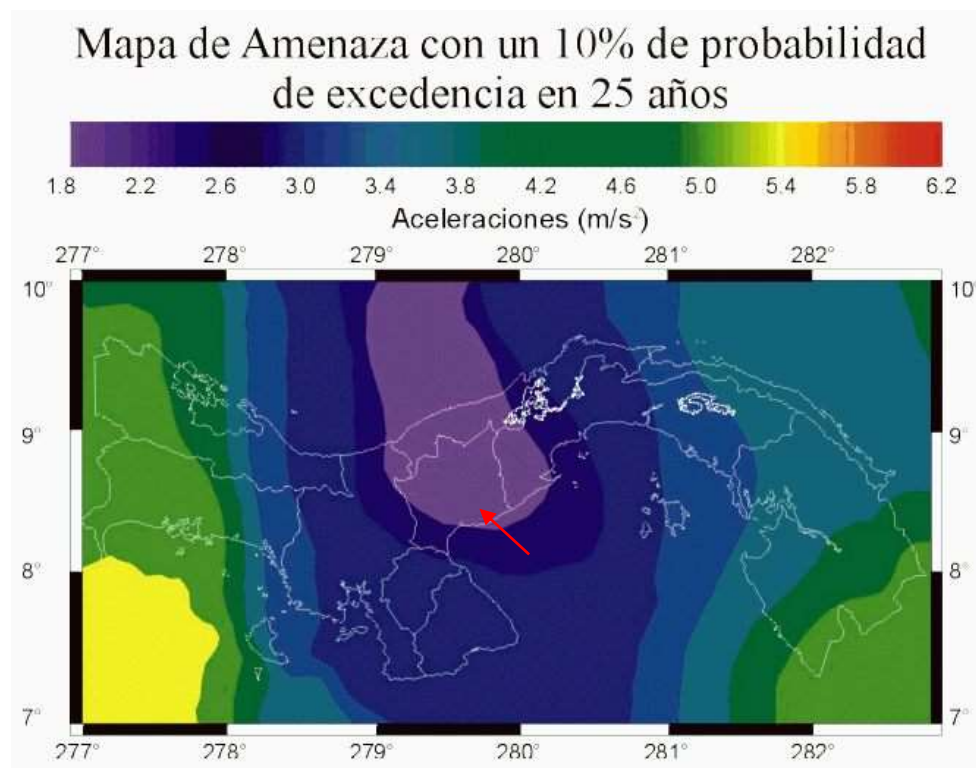 Mapa de Amenaza con un 10% de probabilidad
de excedencia en 25 años
1.8 2.2 2.6 3.0 3.4 3.8 4.2 4.6 5.0 5.4 5.8 6.2
Aceleraciones (m/s²)
277° 278° 279° 280° 281° 282°
10° 10°
9° 9°
8° 8°
7° 7°
277° 278° 279° 280° 281° 282°